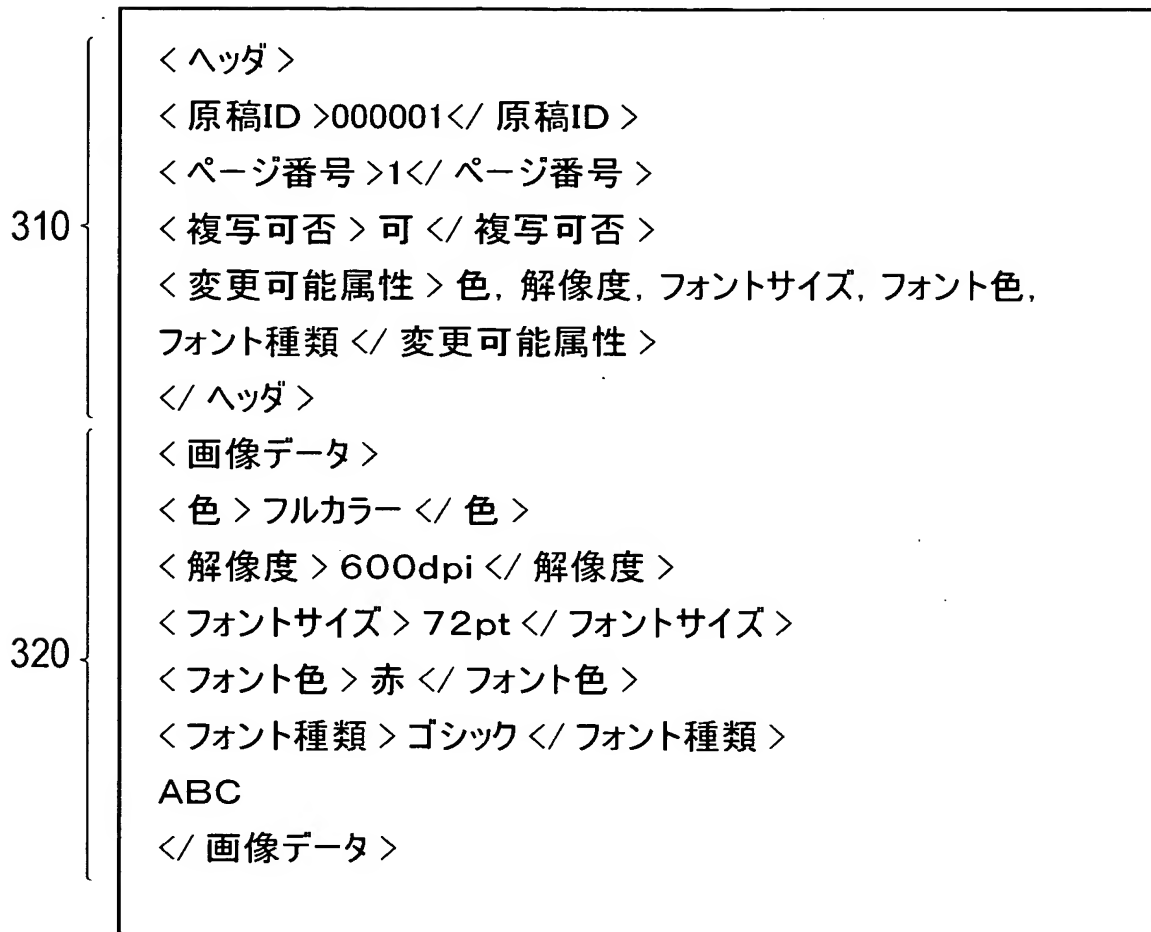 <ヘッダ>
<原稿ID>000001</原稿ID>
<ページ番号>1</ページ番号>
310
<複写可否>可</複写可否>
<変更可能属性>色, 解像度, フォントサイズ, フォント色,
フォント種類</変更可能属性>
</ヘッダ>
<画像データ>
<色>フルカラー</色>
<解像度>600dpi</解像度>
<フォントサイズ>72pt</フォントサイズ>
320
<フォント色>赤</フォント色>
<フォント種類>ゴシック</フォント種類>
ABC
</画像データ>